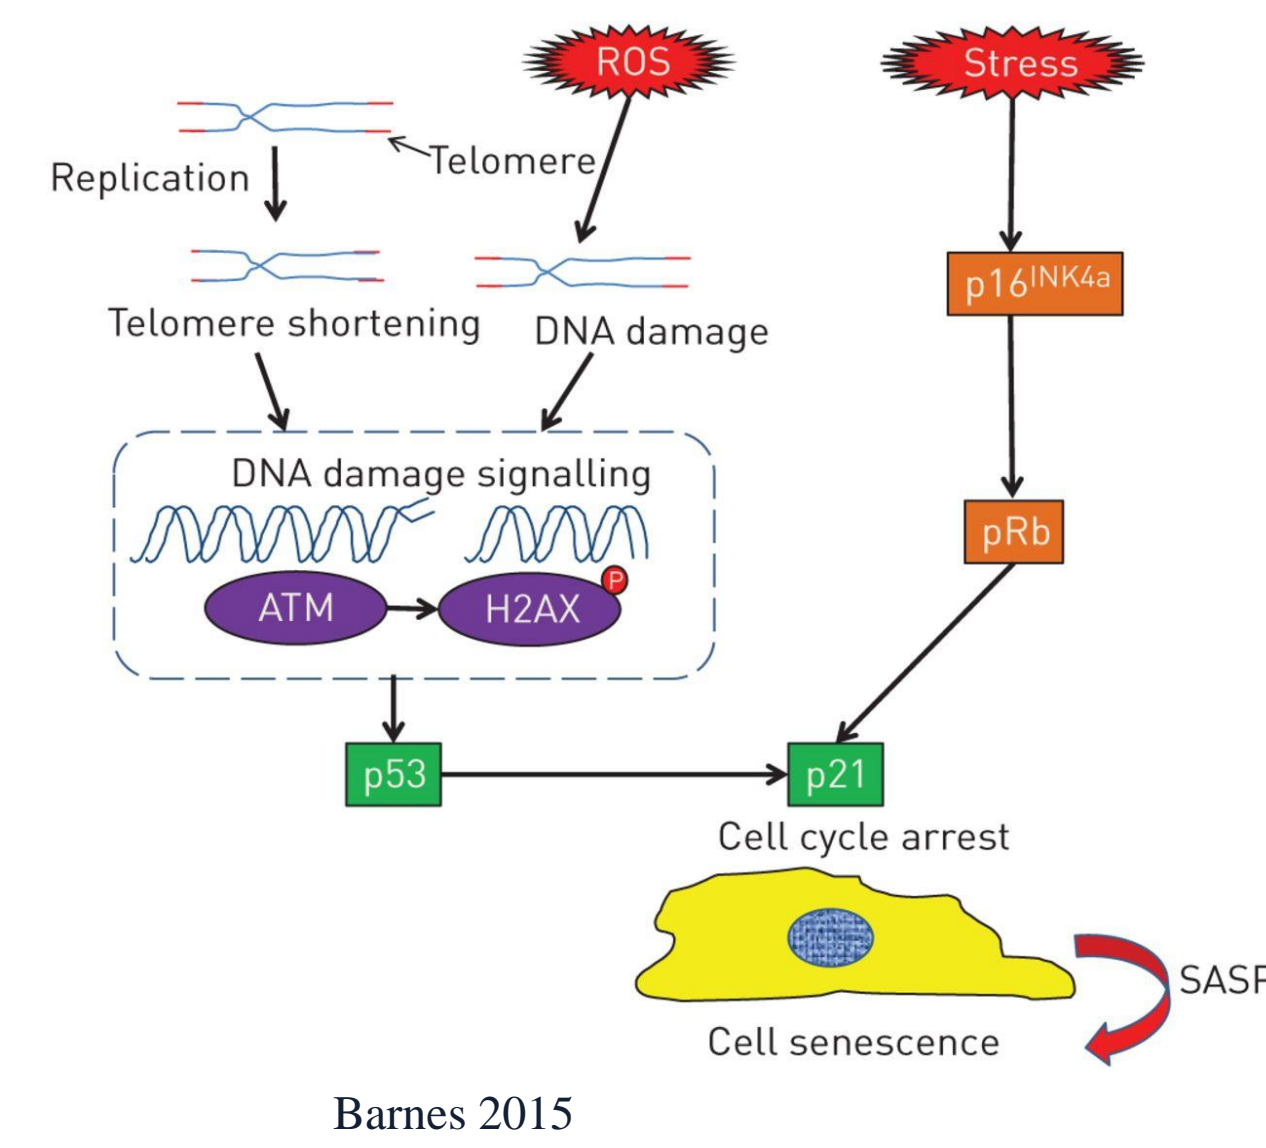 ROS
Stress
Telomere
Replication
p16INK4a
Telomere shortening
DNA damage
DNA damage signalling
pRb
P
ATM
H2AX
p53
p21
Cell cycle arrest
SASP
Cell senescence
Barnes 2015